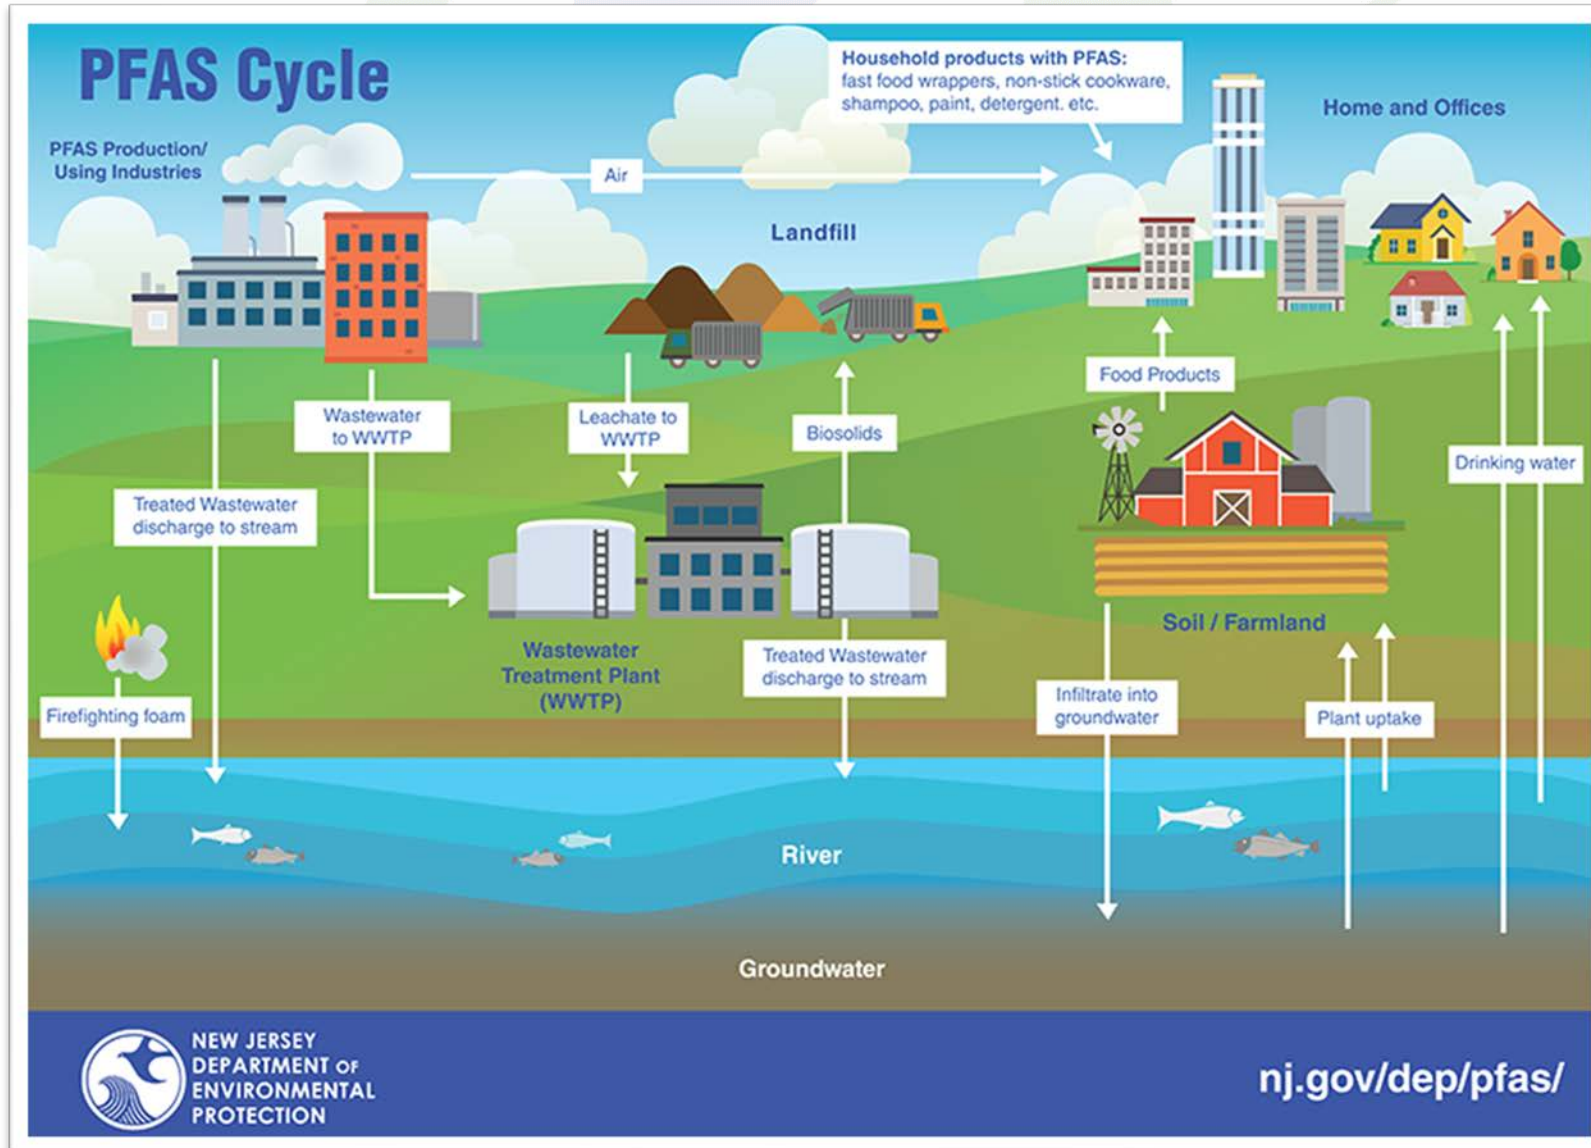 PFAS Cycle
Household products with PFAS:
fast food wrappers, non-stick cookware,
shampoo, paint, detergent. etc.
Home and Offices
PFAS Production/
Using Industries
Air
Landfill
Food Products
Wastewater
to WWTP
Leachate to
WWTP
Biosolids
Drinking water
Treated Wastewater
discharge to stream
Soil / Farmland
Wastewater
Treatment Plant
(WWTP)
Treated Wastewater
discharge to stream
Firefighting foam
Infiltrate into
groundwater
Plant uptake
River
Groundwater
NEW JERSEY
DEPARTMENT OF
ENVIRONMENTAL
PROTECTION
nj.gov/dep/pfas/